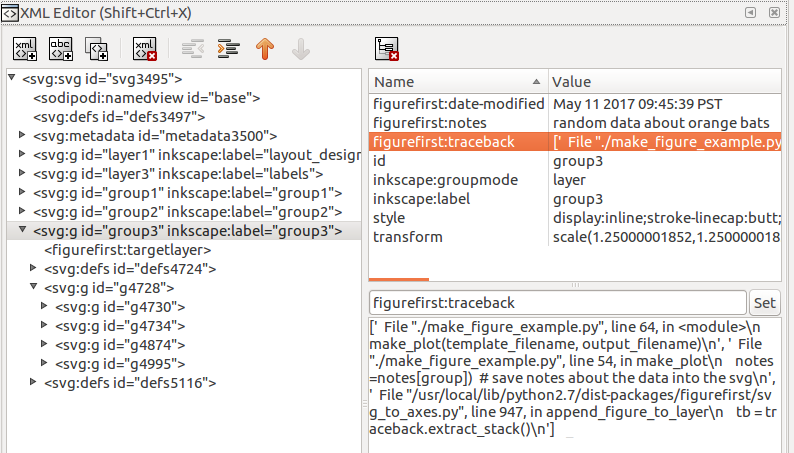 XML Editor (Shift+Ctrl+X)
xml
abc
xml
<svg:svg id="svg3495">
<sodipodi:namedview id="base">
<svg:defs id="defs3497">
<svg:metadata id="metadata3500">
<svg:g id="layer1" inkscape:label="layout_desig
<svg:g id="layer3" inkscape:label="labels">
<svg:g id="group1" inkscape:label="group1">
<svg:g id="group2" inkscape:label="group2">
<svg:g id="group3" inkscape:label="group3">
<figurefirst:targetlayer>
<svg:defs id="defs4724">
<svg:g id="g4728">
<svg:g id="g4730">
<svg:g id="g4734">
<svg:g id="g4874">
<svg:g id="g4995">
<svg:defs id="defs5116">
Name Value
figurefirst:date-modified May 11 2017 09:45:39 PST
figurefirst:notes random data about orange bats
figurefirst:traceback [' File "./make_figure_example.py
id group3
inkscape:groupmode layer
inkscape:label group3
style display:inline;stroke-linecap:butt;
transform scale(1.25000001852,1.250000018
figurefirst:traceback Set
[' File "./make_figure_example.py", line 64, in <module>\n
make_plot(template_filename, output_filename)\n', ' File
"./make_figure_example.py", line 54, in make_plot\n notes
=notes[group]) # save notes about the data into the svg\n',
' File "/usr/local/lib/python2.7/dist-packages/figurefirst/sv
g_to_axes.py", line 947, in append_figure_to_layer\n tb = tr
aceback.extract_stack()\n']